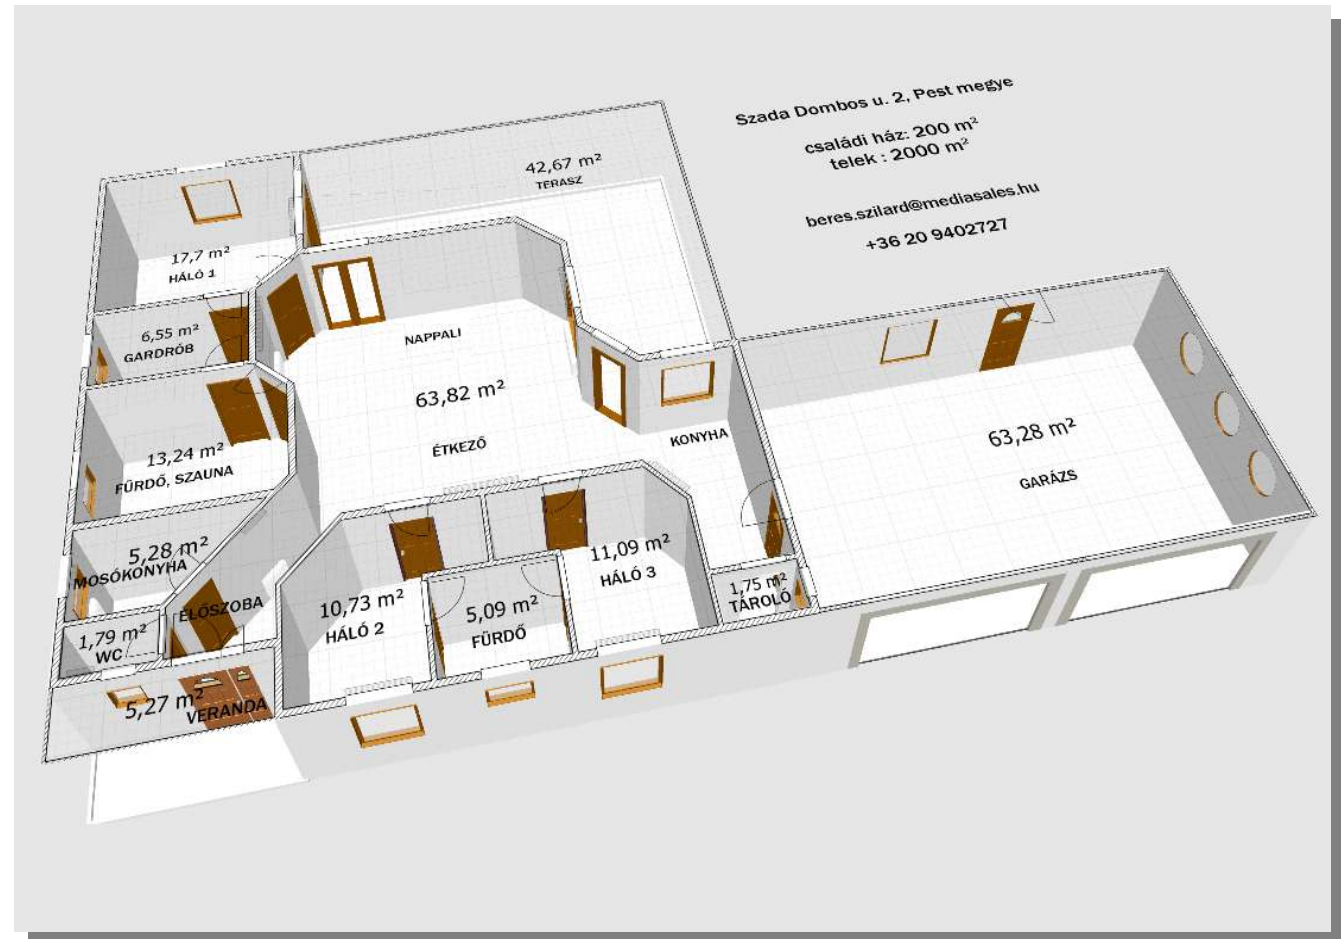 Szada Dombos u. 2, Pest megye
családi ház: 200 m²
telek : 2000 m²
beres.szilard@mediasales.hu
+36 20 9402727
42,67 m²
TERASZ
17,7 m²
HÁLÓ 1
6,55 m²
GARDRÓB
NAPPALI
63,82 m²
ÉTKEZŐ
KONYHA
13,24 m²
FÜRDŐ, SZAUNA
63,28 m²
GARÁZS
5,28 m²
MOSÓKONYHA
ELŐSZOBA
1,79 m²
WC
10,73 m²
HÁLÓ 2
5,09 m²
FÜRDŐ
11,09 m²
HÁLÓ 3
1,75 m²
TÁROLÓ
5,27 m²
VERANDA